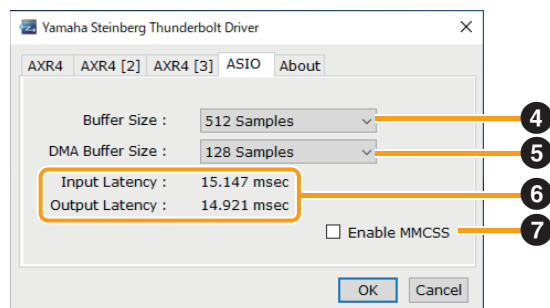 Yamaha Steinberg Thunderbolt Driver
AXR4 AXR4 [2] AXR4 [3] ASIO About
Buffer Size : 512 Samples 4
DMA Buffer Size : 128 Samples 5
Input Latency : 15.147 msec
6
Output Latency : 14.921 msec
Enable MMCSS 7
OK Cancel